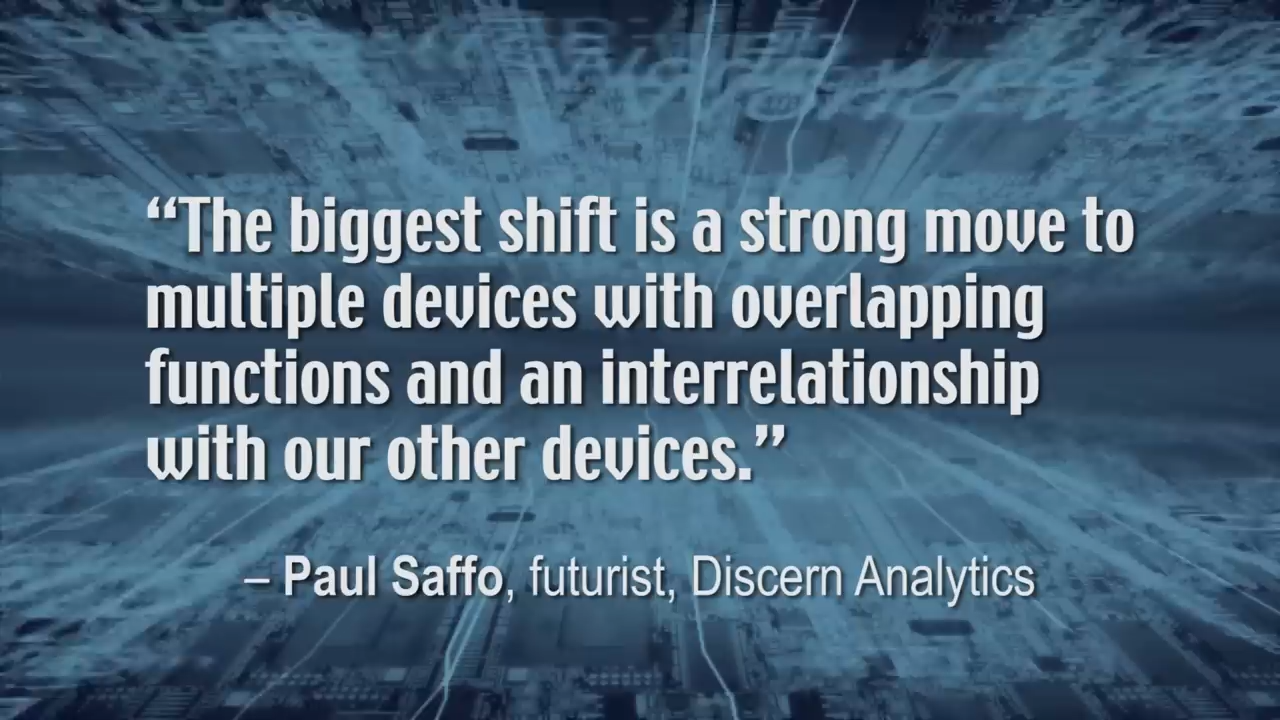 “The biggest shift is a strong move to
multiple devices with overlapping
functions and an interrelationship
with our other devices.”
– Paul Saffo, futurist, Discern Analytics